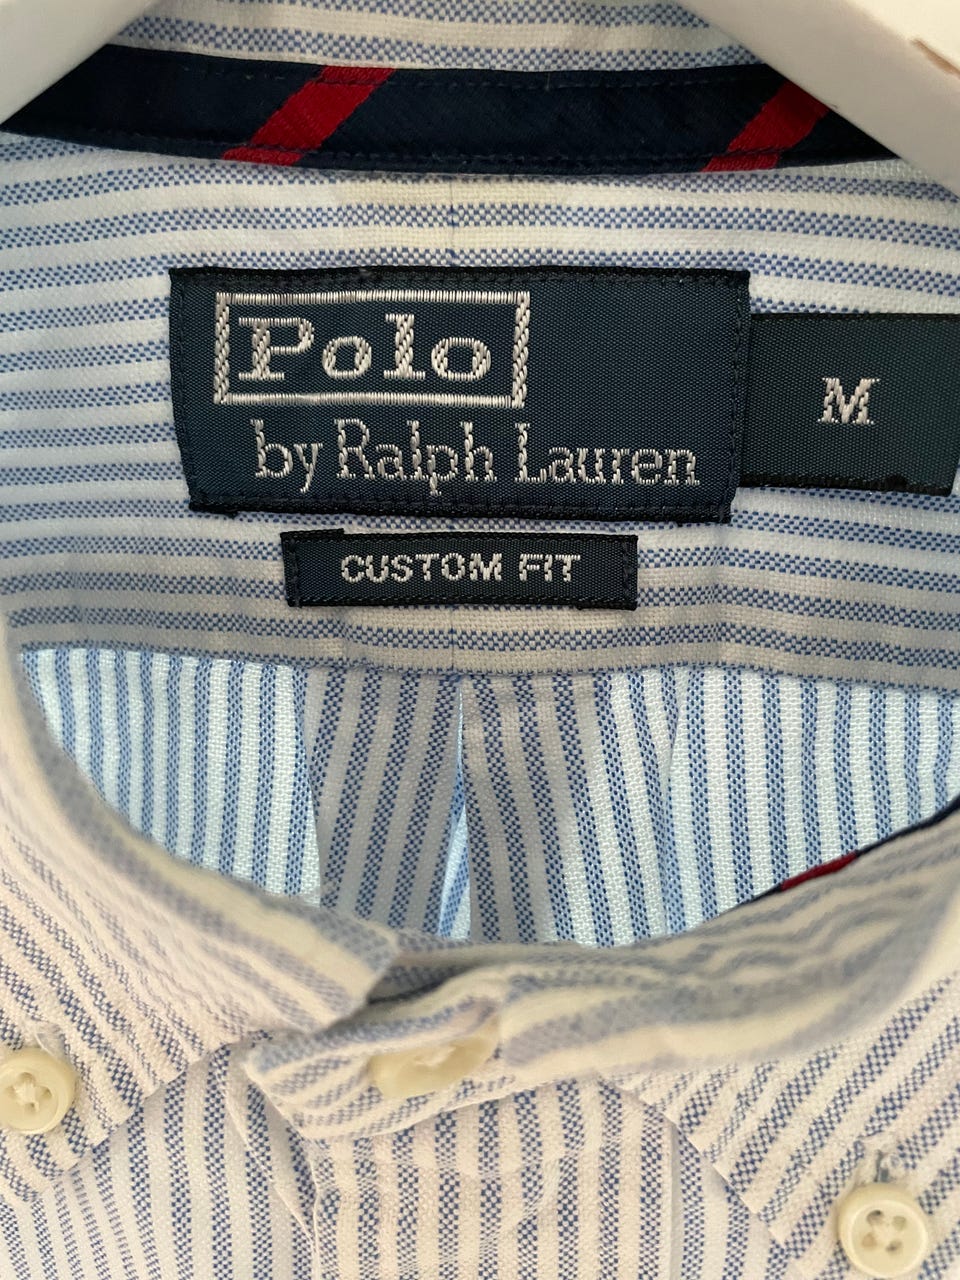 Polo
by Ralph Lauren
M
CUSTOM FIT